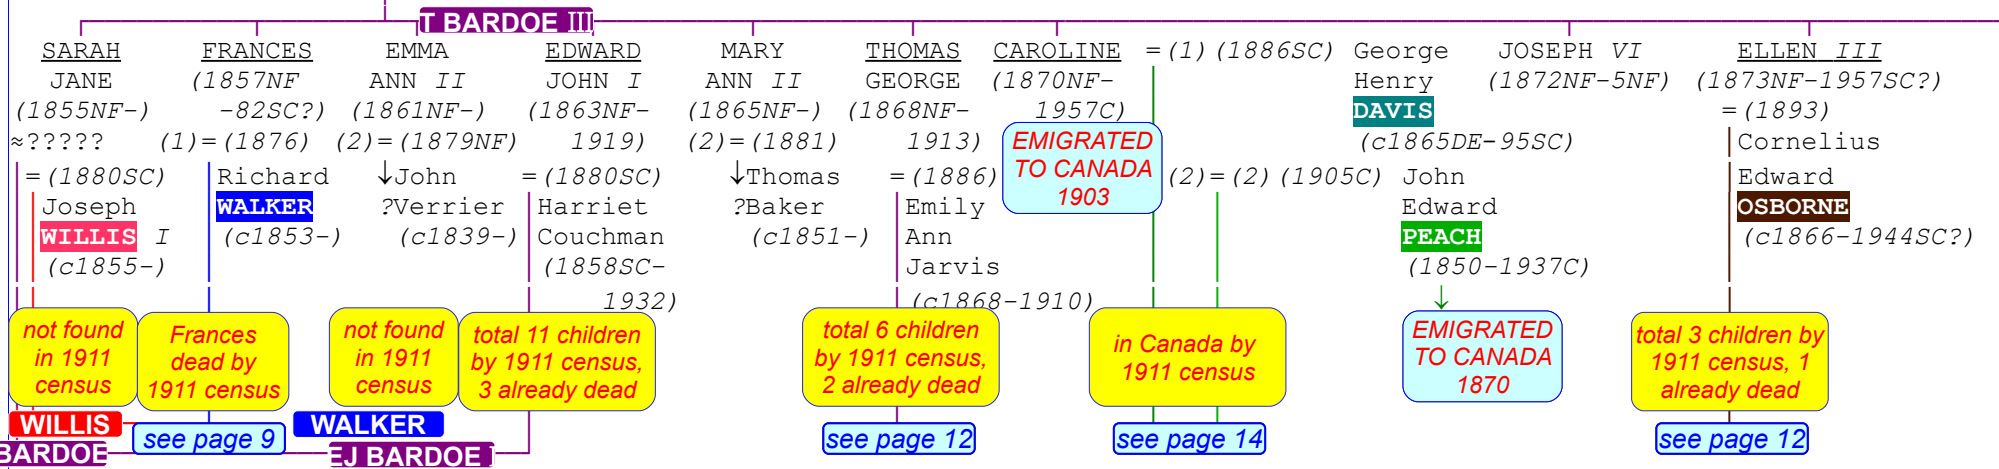 T BARDOE III
SARAH
JANE
(1855NF-)
≈?????
=(1880SC)
Joseph
WILLIS I
(c1855-)
FRANCES
(1857NF
-82SC?)
(1)=(1876)
Richard
WALKER
(c1853-)
EMMA
ANN II
(1861NF-)
(2)=(1879NF)
↓John
?Verrier
(c1839-)
EDWARD
JOHN I
(1863NF-
1919)
=(1880SC)
Harriet
Couchman
(1858SC-
1932)
MARY
ANN II
(1865NF-)
(2)=(1881)
↓Thomas
?Baker
(c1851-)
THOMAS
GEORGE
(1868NF-
1913)
=(1886)
Emily
Ann
Jarvis
(c1868-1910)
CAROLINE
(1870NF-
1957C)
EMIGRATED
TO CANADA
1903
=(1)(1886SC)
George
Henry
DAVIS
(c1865DE-95SC)
(2)=(2)(1905C)
John
Edward
PEACH
(1850-1937C)
↓
JOSEPH VI
(1872NF-5NF)
ELLEN III
(1873NF-1957SC?)
=(1893)
Cornelius
Edward
OSBORNE
(c1866-1944SC?)
not found
in 1911
census
Frances
dead by
1911 census
not found
in 1911
census
total 11 children
by 1911 census,
3 already dead
total 6 children
by 1911 census,
2 already dead
in Canada by
1911 census
EMIGRATED
TO CANADA
1870
total 3 children by
1911 census, 1
already dead
WILLIS
see page 9
WALKER
see page 12
see page 14
see page 12
BARDOE
EJ BARDOE I